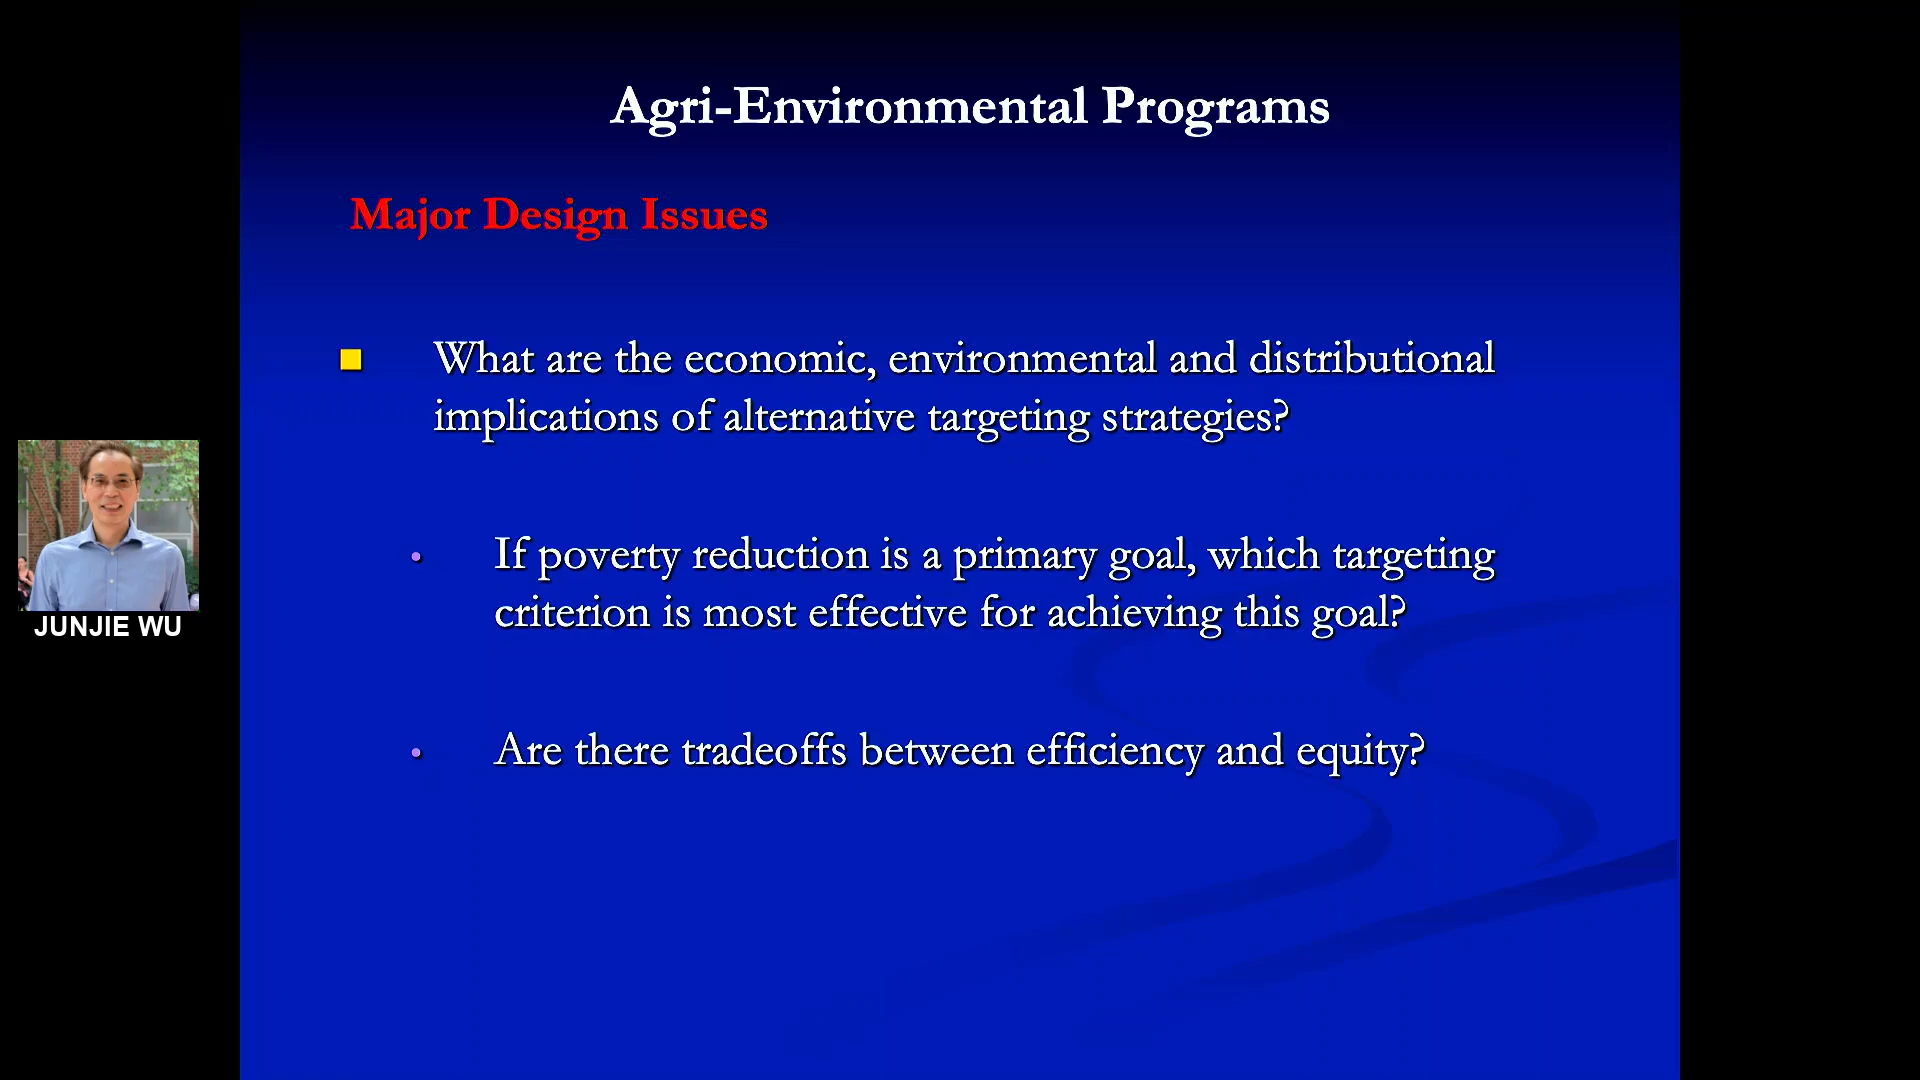 Agri-Environmental Programs
Major Design Issues
What are the economic, environmental and distributional
implications of alternative targeting strategies?
• If poverty reduction is a primary goal, which targeting
criterion is most effective for achieving this goal?
• Are there tradeoffs between efficiency and equity?
JUNJIE WU